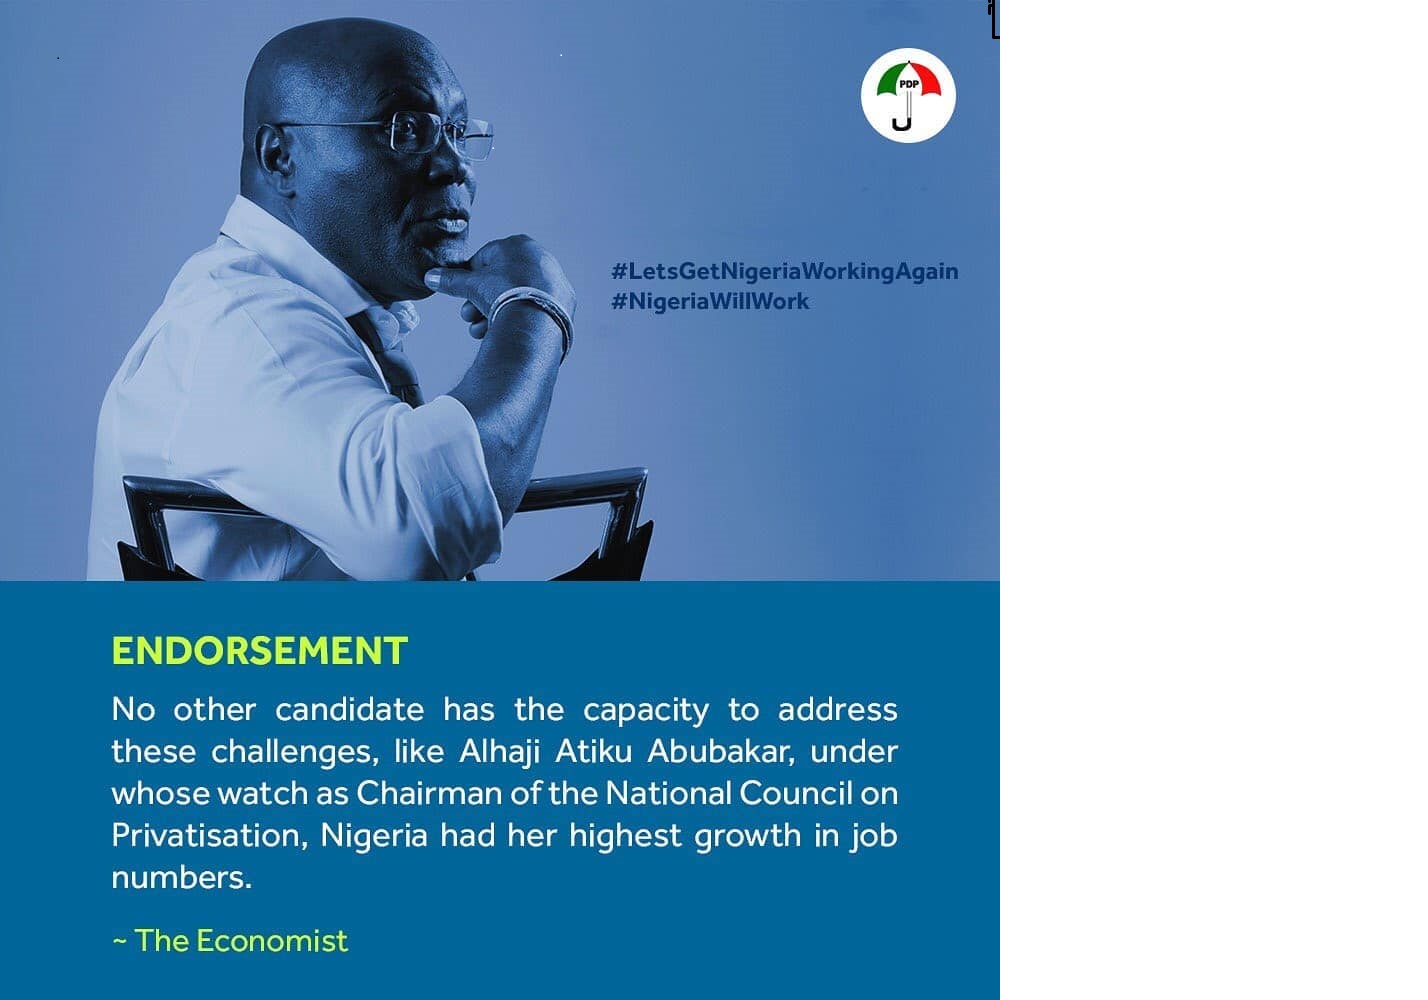 PDP
#LetsGetNigeriaWorkingAgain
#NigeriaWillWork
ENDORSEMENT
No other candidate has the capacity to address
these challenges, like Alhaji Atiku Abubakar, under
whose watch as Chairman of the National Council on
Privatisation, Nigeria had her highest growth in job
numbers.
~ The Economist